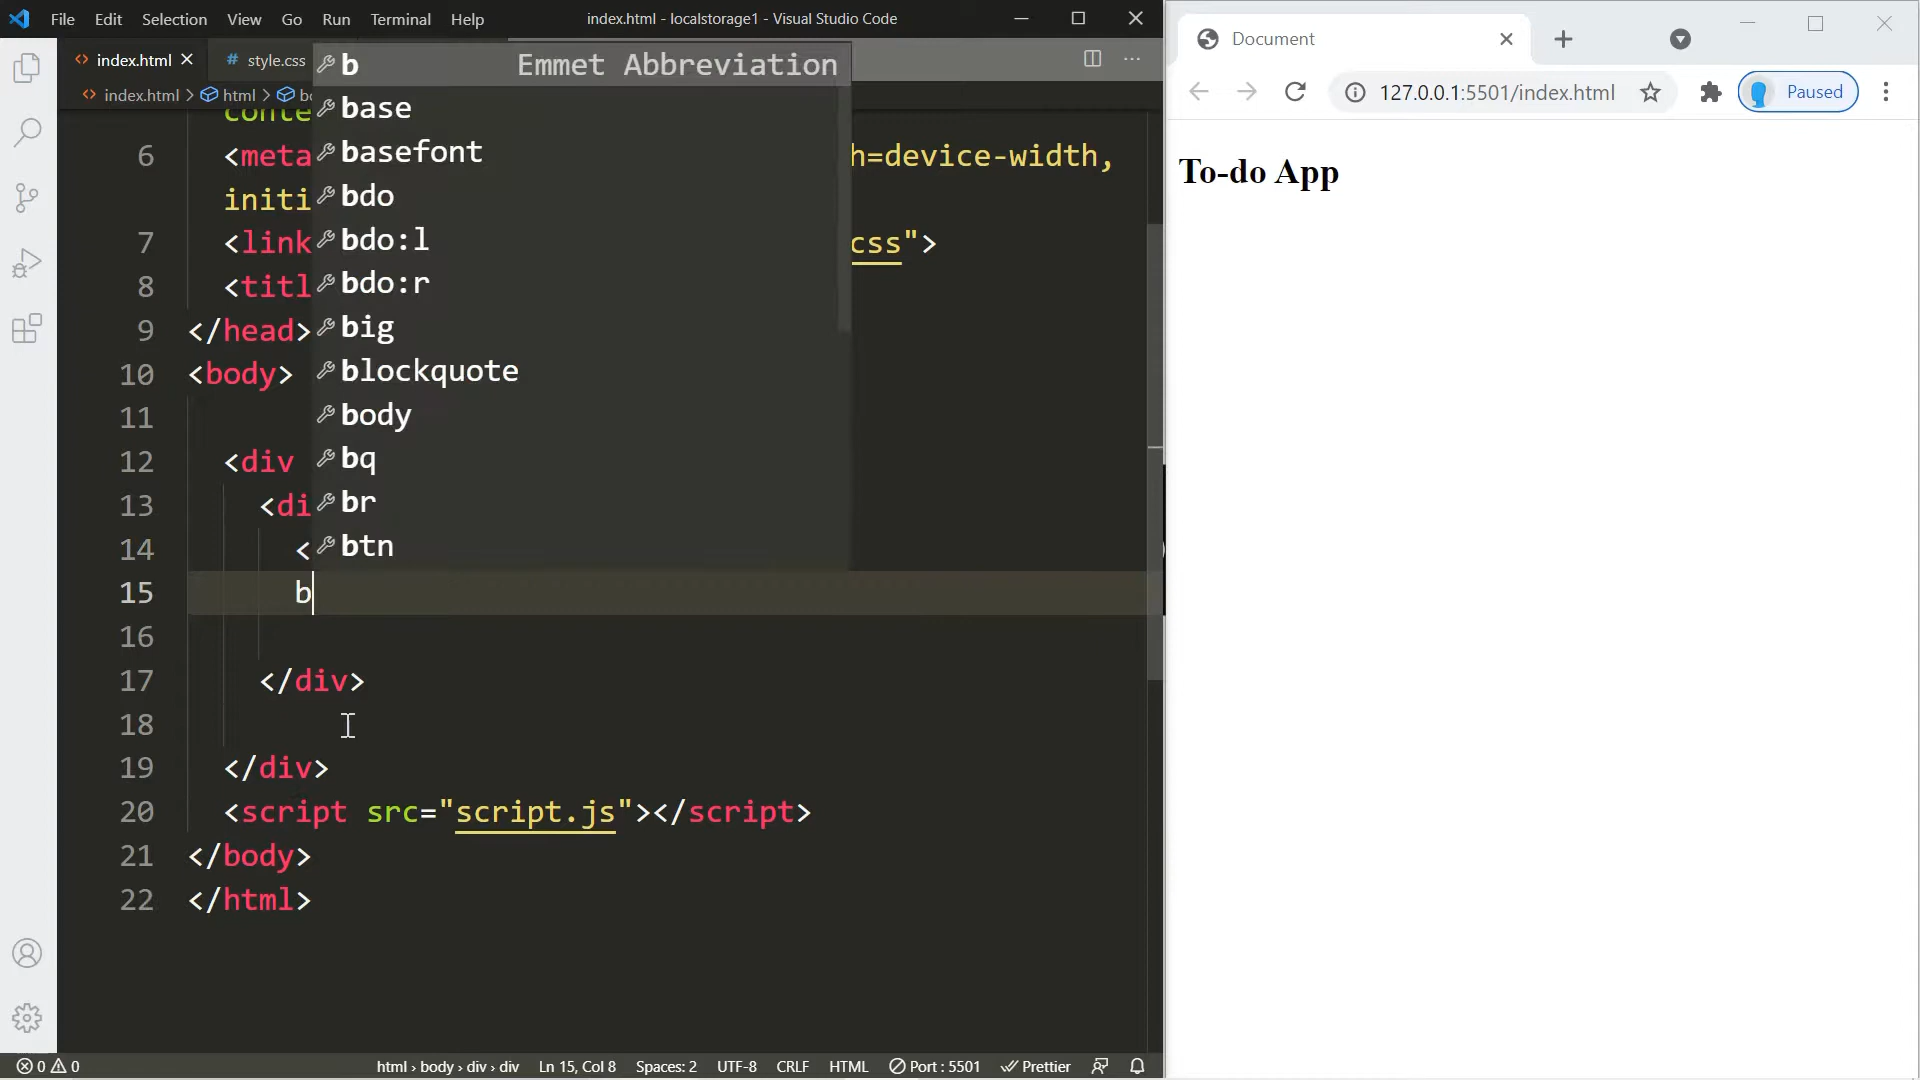 File Edit Selection View Go Run Terminal Help
index.html - localstorage1 - Visual Studio Code
index.html
# style.css
index.html > html >
b Emmet Abbreviation
base
basefont
bdo
bdo:l
bdo:r
big
blockquote
body
bq
br
btn
6 <meta h=device-width,
initi
7 <link css">
8 <titl
9 </head>
10 <body>
11
12 <div
13 <di
14 <
15 b
16
17 </div>
18
19 </div>
20 <script src="script.js"></script>
21 </body>
22 </html>
0 0 html › body › div › div Ln 15, Col 8 Spaces: 2 UTF-8 CRLF HTML Port : 5501 Prettier
Document
127.0.0.1:5501/index.html
Paused
To-do App